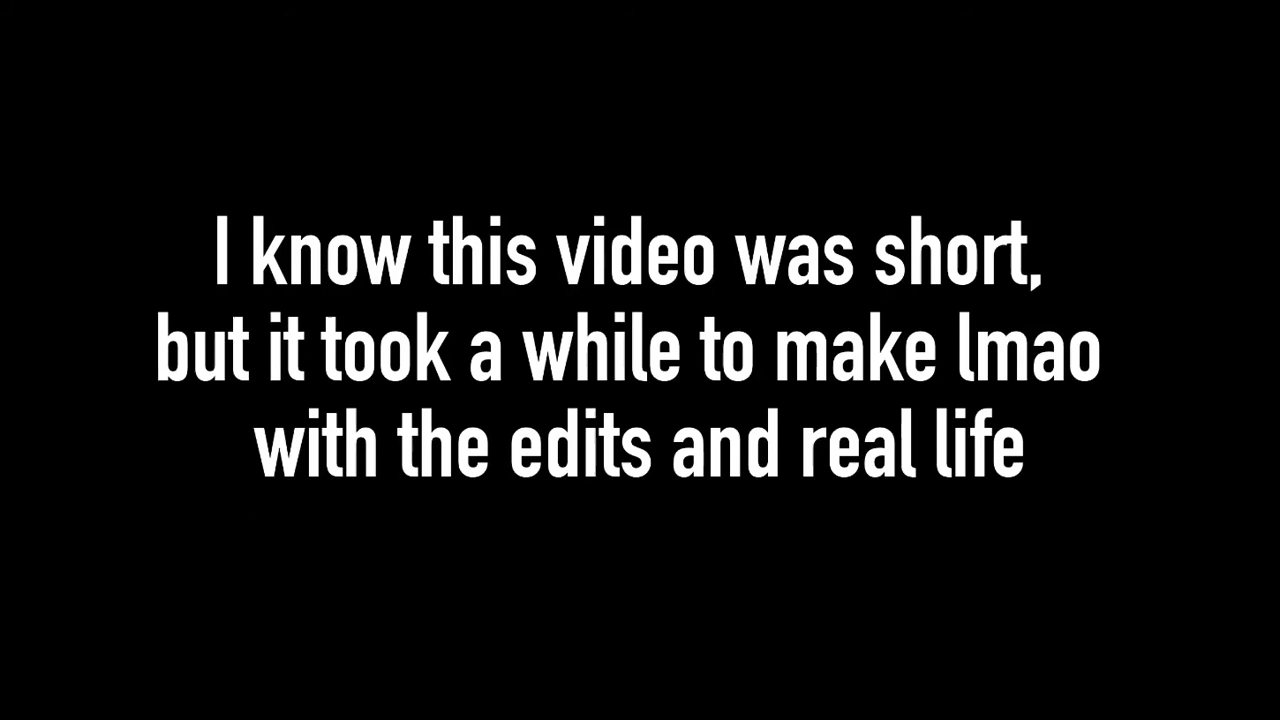 I know this video was short,
but it took a while to make lmao
with the edits and real life